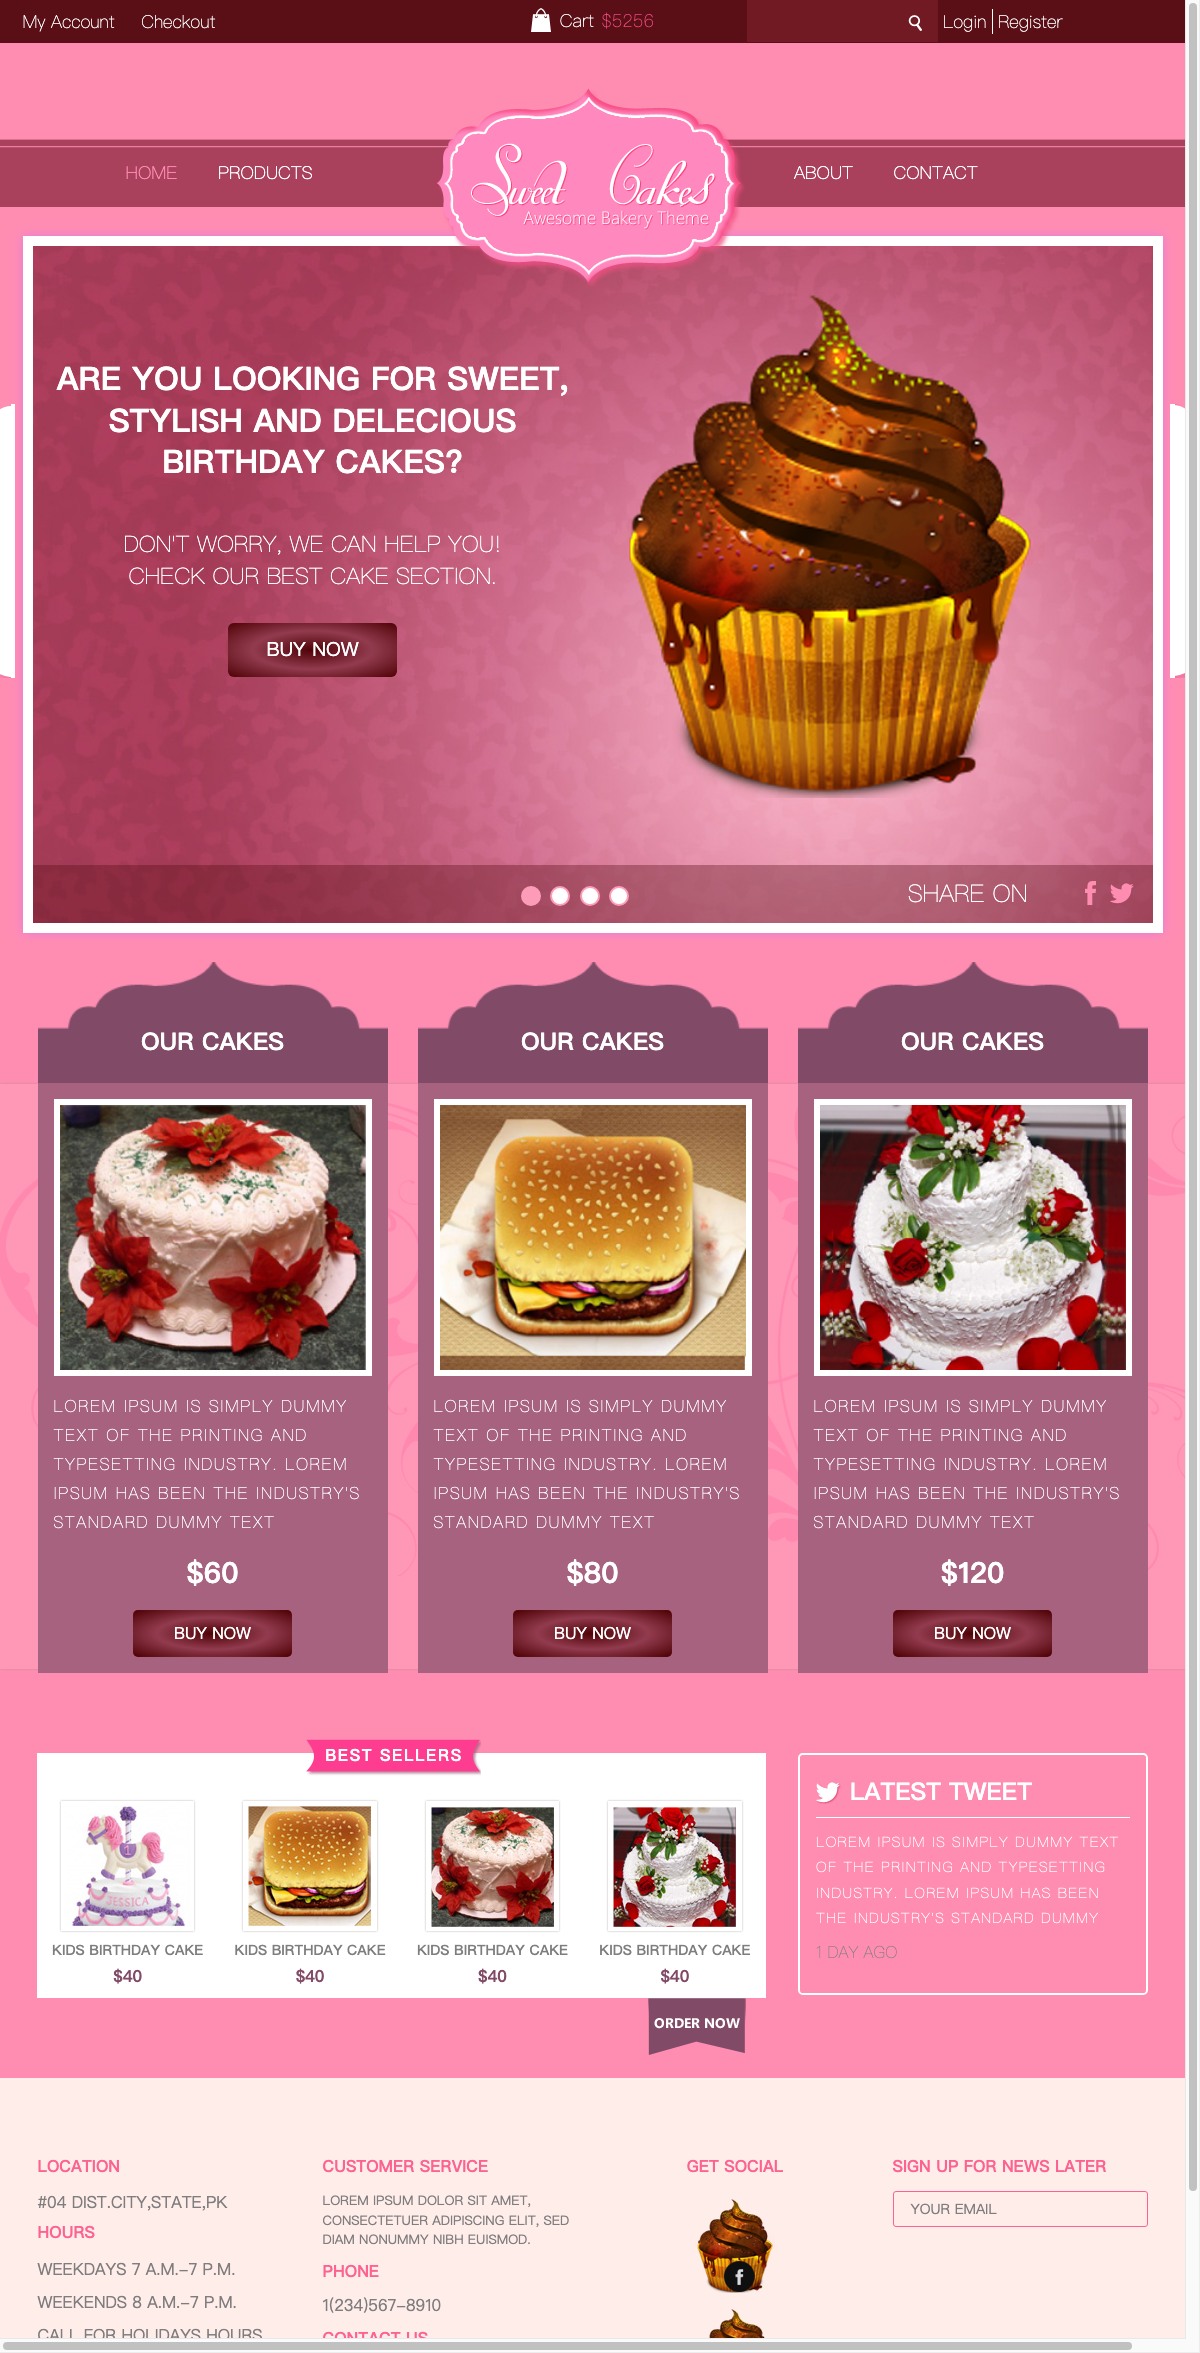 My Account Checkout Cart $5256 Login Register
HOME PRODUCTS ABOUT CONTACT
Sweet Cakes
Awesome Bakery Theme
ARE YOU LOOKING FOR SWEET,
STYLISH AND DELECIOUS
BIRTHDAY CAKES?
DON'T WORRY, WE CAN HELP YOU!
CHECK OUR BEST CAKE SECTION.
BUY NOW
SHARE ON
OUR CAKES
LOREM IPSUM IS SIMPLY DUMMY
TEXT OF THE PRINTING AND
TYPESETTING INDUSTRY. LOREM
IPSUM HAS BEEN THE INDUSTRY'S
STANDARD DUMMY TEXT
$60
BUY NOW
OUR CAKES
LOREM IPSUM IS SIMPLY DUMMY
TEXT OF THE PRINTING AND
TYPESETTING INDUSTRY. LOREM
IPSUM HAS BEEN THE INDUSTRY'S
STANDARD DUMMY TEXT
$80
BUY NOW
OUR CAKES
LOREM IPSUM IS SIMPLY DUMMY
TEXT OF THE PRINTING AND
TYPESETTING INDUSTRY. LOREM
IPSUM HAS BEEN THE INDUSTRY'S
STANDARD DUMMY TEXT
$120
BUY NOW
BEST SELLERS
1
JESSICA
KIDS BIRTHDAY CAKE
$40
KIDS BIRTHDAY CAKE
$40
KIDS BIRTHDAY CAKE
$40
KIDS BIRTHDAY CAKE
$40
ORDER NOW
LATEST TWEET
LOREM IPSUM IS SIMPLY DUMMY TEXT
OF THE PRINTING AND TYPESETTING
INDUSTRY. LOREM IPSUM HAS BEEN
THE INDUSTRY'S STANDARD DUMMY
1 DAY AGO
LOCATION
#04 DIST.CITY,STATE,PK
HOURS
WEEKDAYS 7 A.M.–7 P.M.
WEEKENDS 8 A.M.–7 P.M.
CALL FOR HOLIDAYS HOURS
CUSTOMER SERVICE
LOREM IPSUM DOLOR SIT AMET,
CONSECTETUER ADIPISCING ELIT, SED
DIAM NONUMMY NIBH EUISMOD.
PHONE
1(234)567–8910
CONTACT US
GET SOCIAL
SIGN UP FOR NEWS LATER
YOUR EMAIL